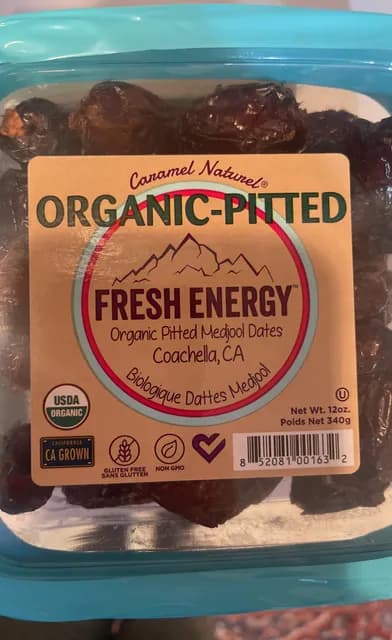 Caramel Naturel®
ORGANIC-PITTED
FRESH ENERGY™
Organic Pitted Medjool Dates
Coachella, CA
Biologique Dattes Medjool
USDA
ORGANIC
U
Net Wt. 12oz.
Poids Net 340g
CALIFORNIA
CA GROWN
GLUTEN FREE
SANS GLUTTEN
NON GMO
8 52081 00163 2